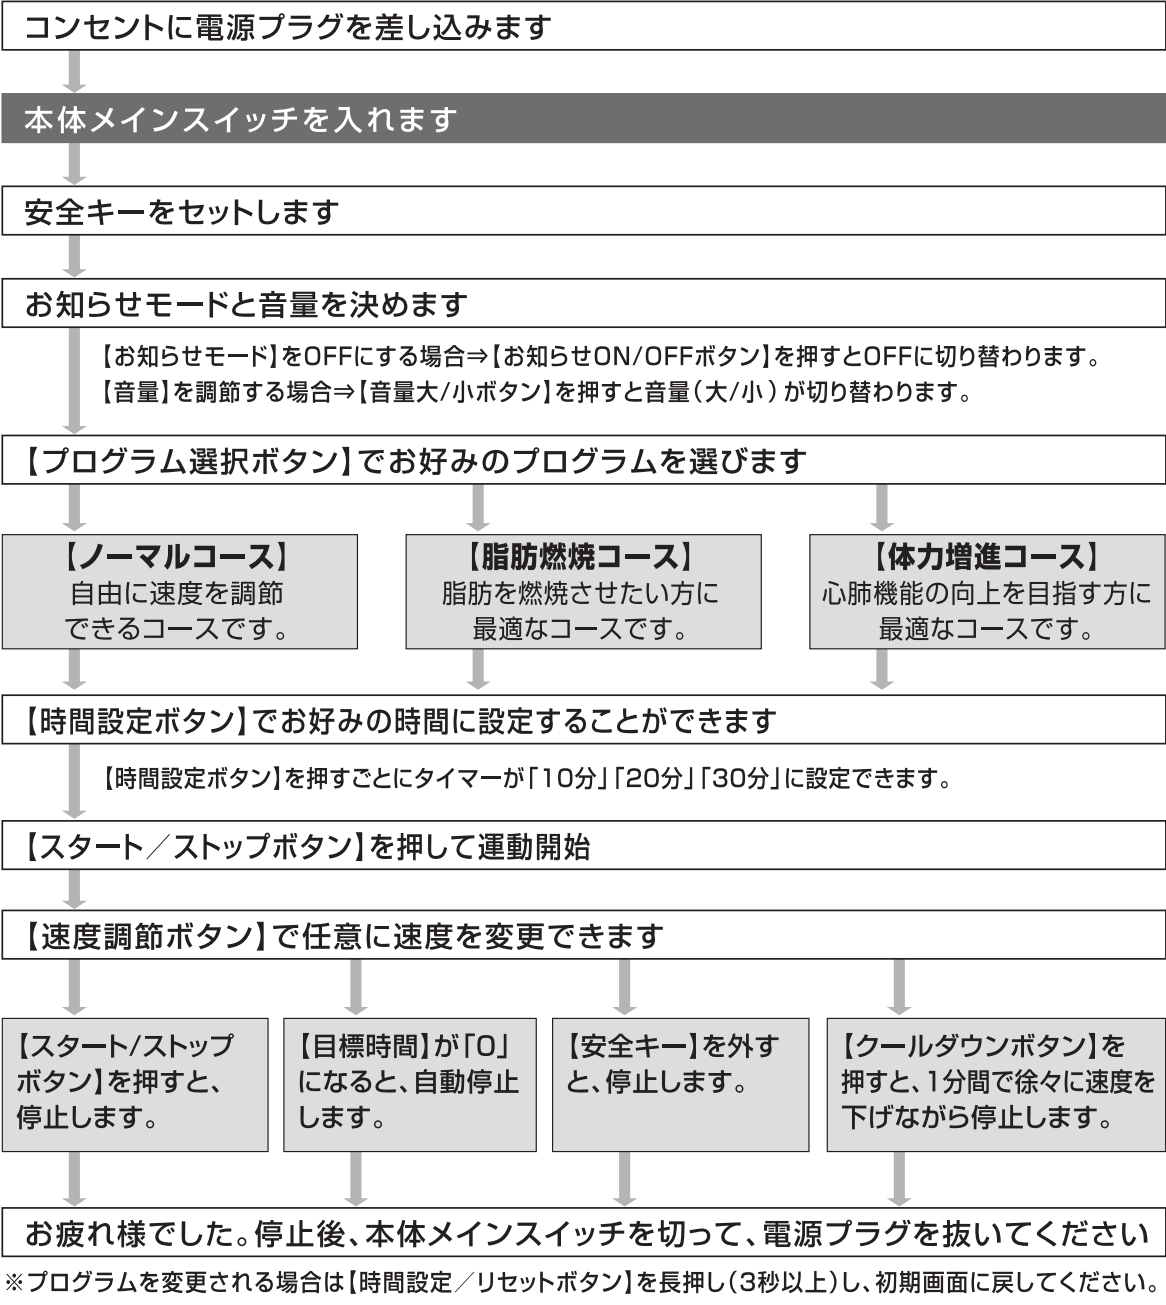 コンセントに電源プラグを差し込みます
本体メインスイッチを入れます
安全キーをセットします
お知らせモードと音量を決めます
【お知らせモード】をOFFにする場合⇒【お知らせON/OFFボタン】を押すとOFFに切り替わります。
【音量】を調節する場合⇒【音量大/小ボタン】を押すと音量（大/小）が切り替わります。
【プログラム選択ボタン】でお好みのプログラムを選びます
【ノーマルコース】
自由に速度を調節
できるコースです。
【脂肪燃焼コース】
脂肪を燃焼させたい方に
最適なコースです。
【体力増進コース】
心肺機能の向上を目指す方に
最適なコースです。
【時間設定ボタン】でお好みの時間に設定することができます
【時間設定ボタン】を押すごとにタイマーが「10分」「20分」「30分」に設定できます。
【スタート／ストップボタン】を押して運動開始
【速度調節ボタン】で任意に速度を変更できます
【スタート/ストップ
ボタン】を押すと、
停止します。
【目標時間】が「0」
になると、自動停止
します。
【安全キー】を外す
と、停止します。
【クールダウンボタン】を
押すと、1分間で徐々に速度を
下げながら停止します。
お疲れ様でした。停止後、本体メインスイッチを切って、電源プラグを抜いてください
※プログラムを変更される場合は【時間設定／リセットボタン】を長押し（3秒以上）し、初期画面に戻してください。